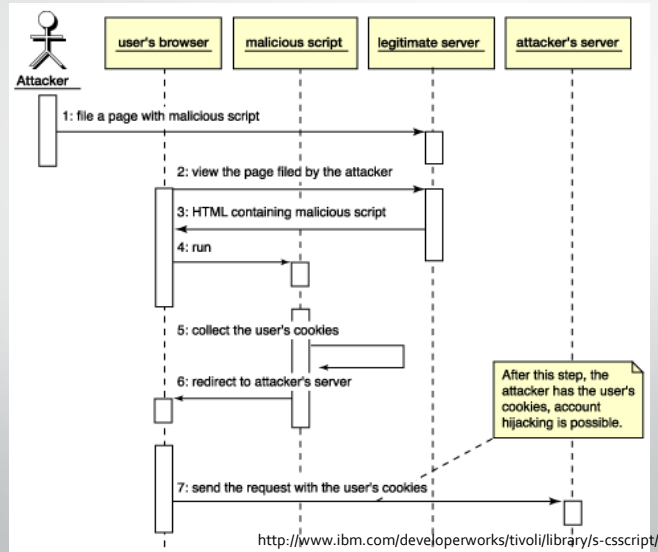 user's browser
malicious script
legitimate server
attacker's server
Attacker
1: file a page with malicious script
2: view the page filed by the attacker
3: HTML containing malicious script
4: run
5: collect the user's cookies
6: redirect to attacker's server
After this step, the
attacker has the user's
cookies, account
hijacking is possible.
7: send the request with the user's cookies
http://www.ibm.com/developerworks/tivoli/library/s-csscript/